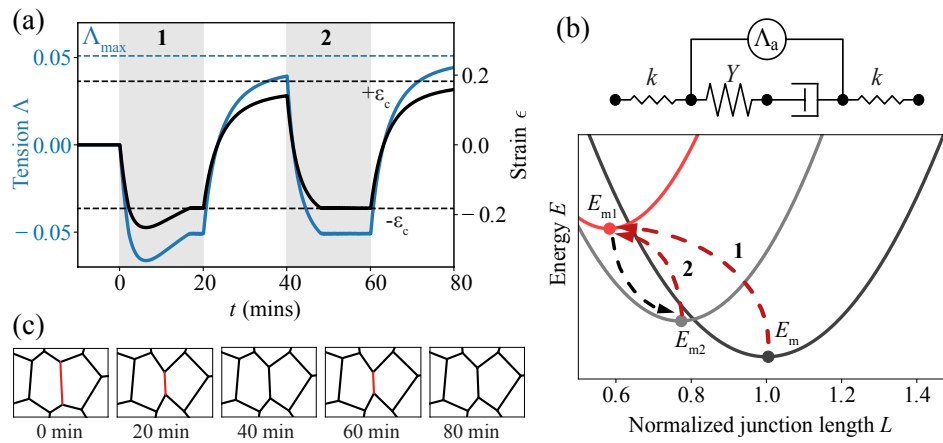 (a)
Λmax
1
2
0.05
0.00
−0.05
Tension Λ
+εc
-εc
0.2
0.0
−0.2
Strain ϵ
0
20
40
60
80
t (mins)
(b)
Λa
k
Y
k
Em1
1
2
Em2
Em
Energy E
0.6
0.8
1.0
1.2
1.4
Normalized junction length L
(c)
0 min
20 min
40 min
60 min
80 min